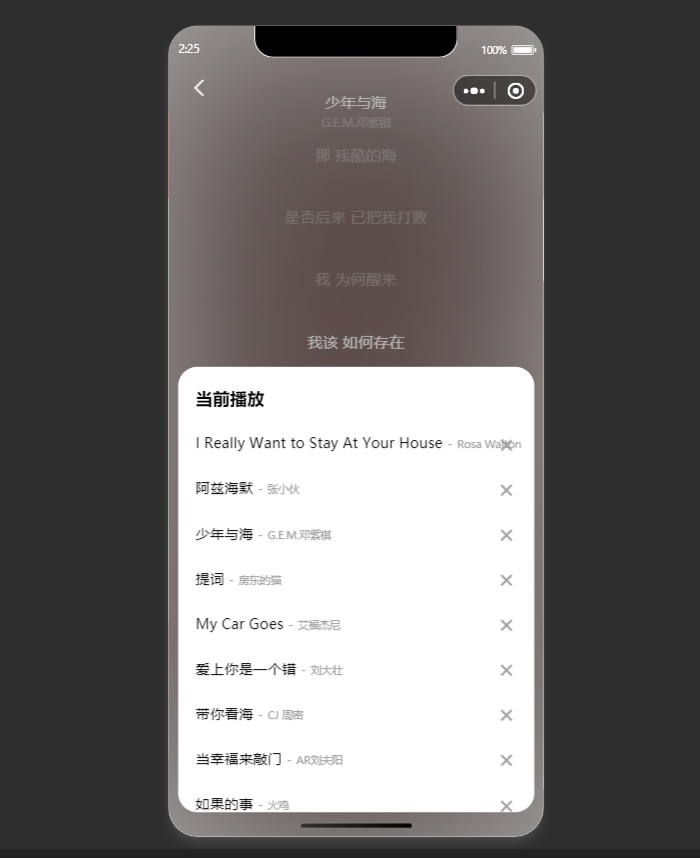 2:25
100%
少年与海
G.E.M.邓紫棋
那 残酷的海
是否后来 已把我打败
我 为何醒来
我该 如何存在
当前播放
I Really Want to Stay At Your House - Rosa Walton
阿兹海默 - 张小伙
少年与海 - G.E.M.邓紫棋
提词 - 房东的猫
My Car Goes - 艾福杰尼
爱上你是一个错 - 刘大壮
带你看海 - CJ 周密
当幸福来敲门 - AR刘夫阳
如果的事 - 火鸡